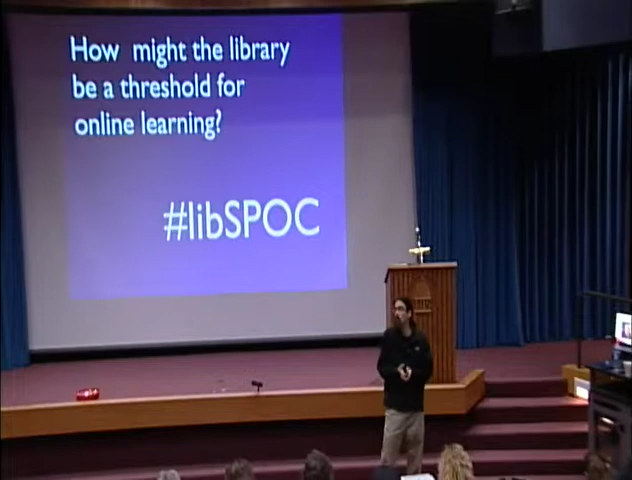 How might the library
be a threshold for
online learning?
#libSPOC